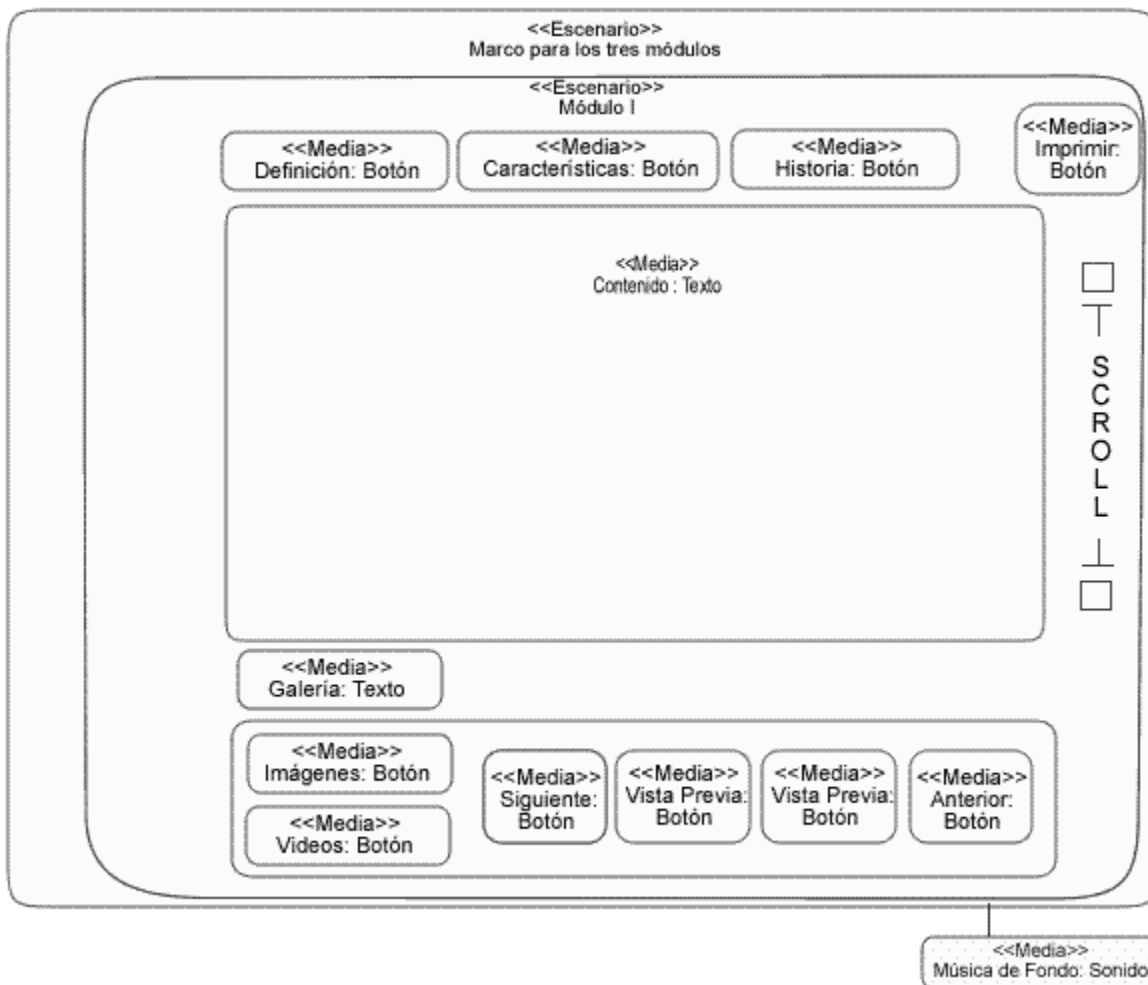 <<Escenario>>
Marco para los tres módulos
<<Escenario>>
Módulo I
<<Media>>
Definición: Botón
<<Media>>
Características: Botón
<<Media>>
Historia: Botón
<<Media>>
Imprimir:
Botón
<<Media>>
Contenido : Texto
S
C
R
O
L
L
<<Media>>
Galería: Texto
<<Media>>
Imágenes: Botón
<<Media>>
Videos: Botón
<<Media>>
Siguiente:
Botón
<<Media>>
Vista Previa:
Botón
<<Media>>
Vista Previa:
Botón
<<Media>>
Anterior:
Botón
<<Media>>
Música de Fondo: Sonido